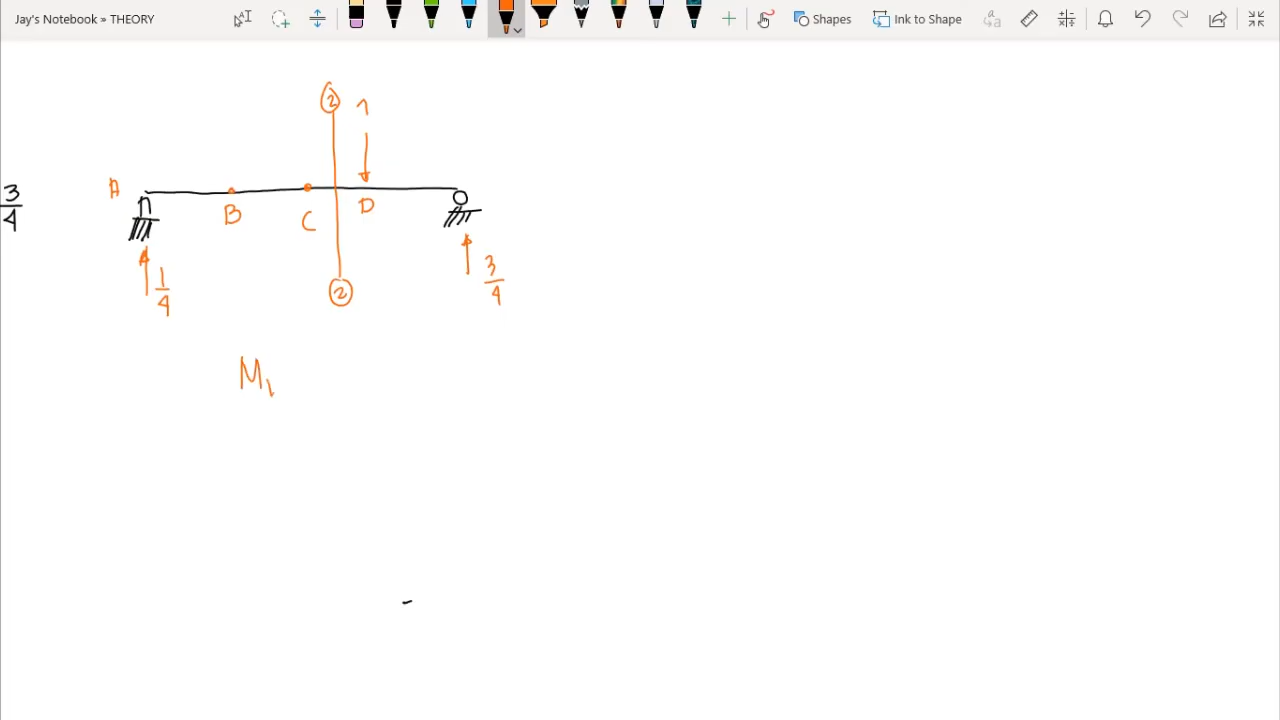 Jay's Notebook » THEORY
Shapes
Ink to Shape
2 1
3/4
A
B C D
1/4
3/4
2
M1